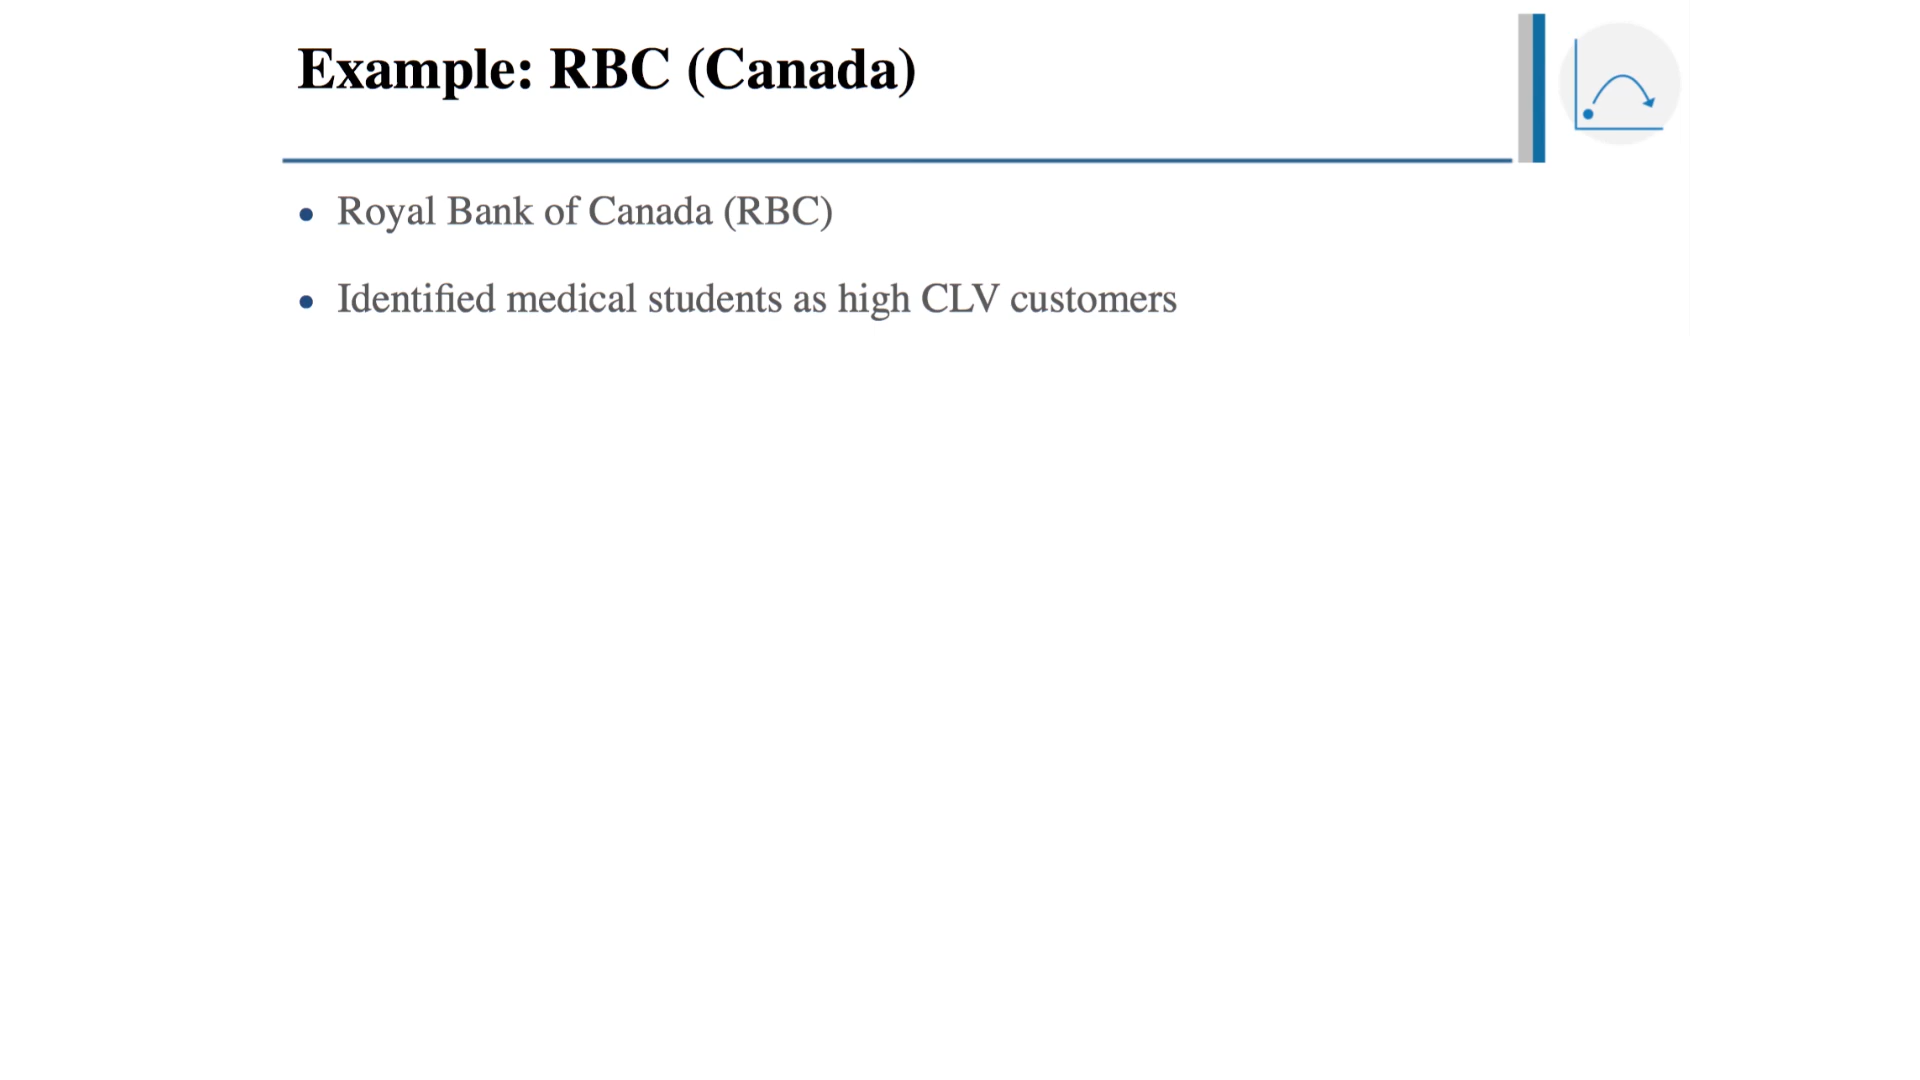 Example: RBC (Canada)
• Royal Bank of Canada (RBC)
• Identified medical students as high CLV customers